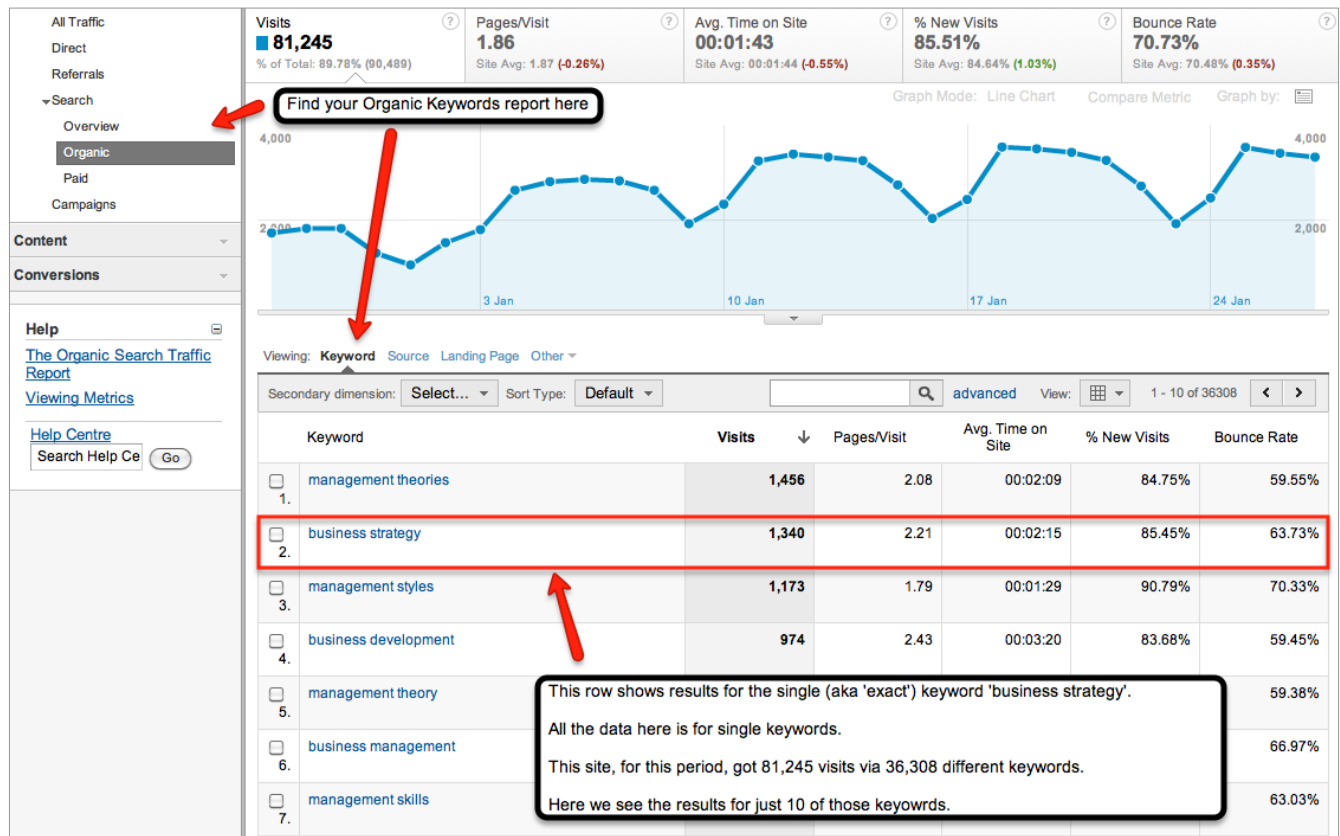 All Traffic
Direct
Referrals
Search
Overview
Organic
Paid
Campaigns
Content
Conversions
Help
The Organic Search Traffic
Report
Viewing Metrics
Help Centre
Search Help Ce Go
Visits ?
81,245
% of Total: 89.78% (90,489)
Pages/Visit ?
1.86
Site Avg: 1.87 (-0.26%)
Avg. Time on Site ?
00:01:43
Site Avg: 00:01:44 (-0.55%)
% New Visits ?
85.51%
Site Avg: 84.64% (1.03%)
Bounce Rate ?
70.73%
Site Avg: 70.48% (0.35%)
Find your Organic Keywords report here
Graph Mode: Line Chart Compare Metric Graph by:
4,000 4,000
2,000 2,000
3 Jan 10 Jan 17 Jan 24 Jan
Viewing: Keyword Source Landing Page Other
Secondary dimension: Select... Sort Type: Default advanced View: 1 - 10 of 36308
Keyword Visits Pages/Visit Avg. Time on Site % New Visits Bounce Rate
1. management theories 1,456 2.08 00:02:09 84.75% 59.55%
2. business strategy 1,340 2.21 00:02:15 85.45% 63.73%
3. management styles 1,173 1.79 00:01:29 90.79% 70.33%
4. business development 974 2.43 00:03:20 83.68% 59.45%
5. management theory 59.38%
6. business management 66.97%
7. management skills 63.03%
This row shows results for the single (aka 'exact') keyword 'business strategy'.
All the data here is for single keywords.
This site, for this period, got 81,245 visits via 36,308 different keywords.
Here we see the results for just 10 of those keyowrds.